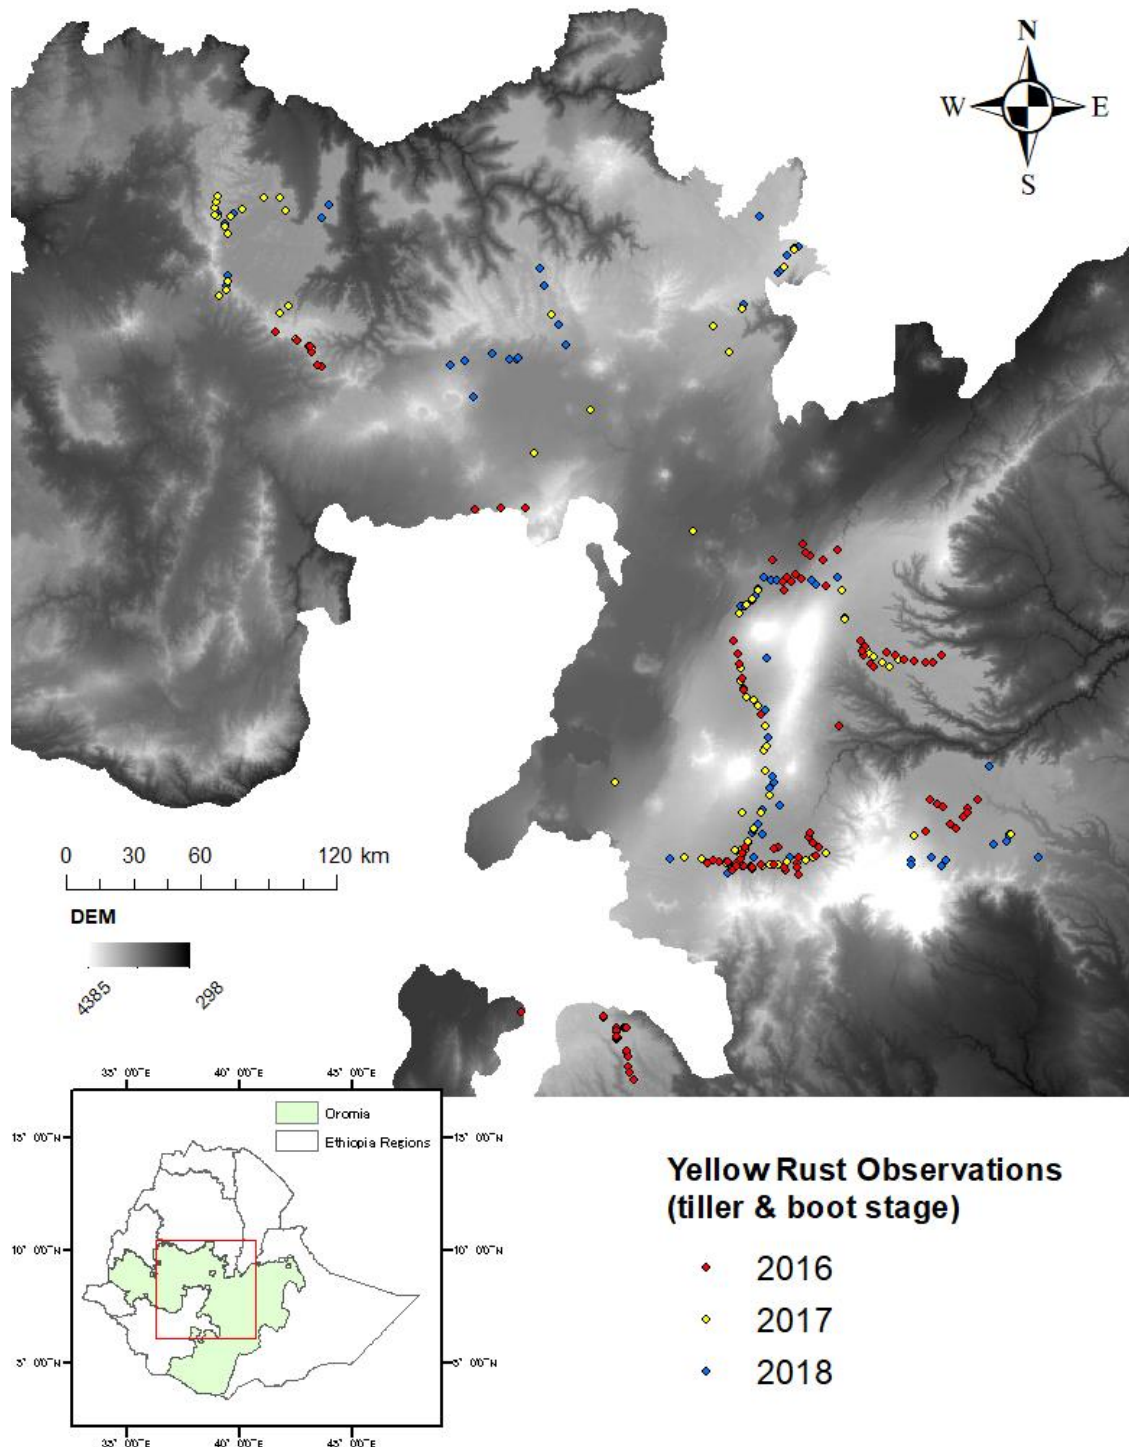 N
W E
S
0 30 60 120 km
DEM
4385 298
35° 00'″E 40° 00'″E 45° 00'″E
Oromia
Ethiopia Regions
15° 00'″N 15° 00'″N
10° 00'″N 10° 00'″N
5° 00'″N 5° 00'″N
35° 00'″E 40° 00'″E 45° 00'″E
Yellow Rust Observations
(tiller & boot stage)
2016
2017
2018